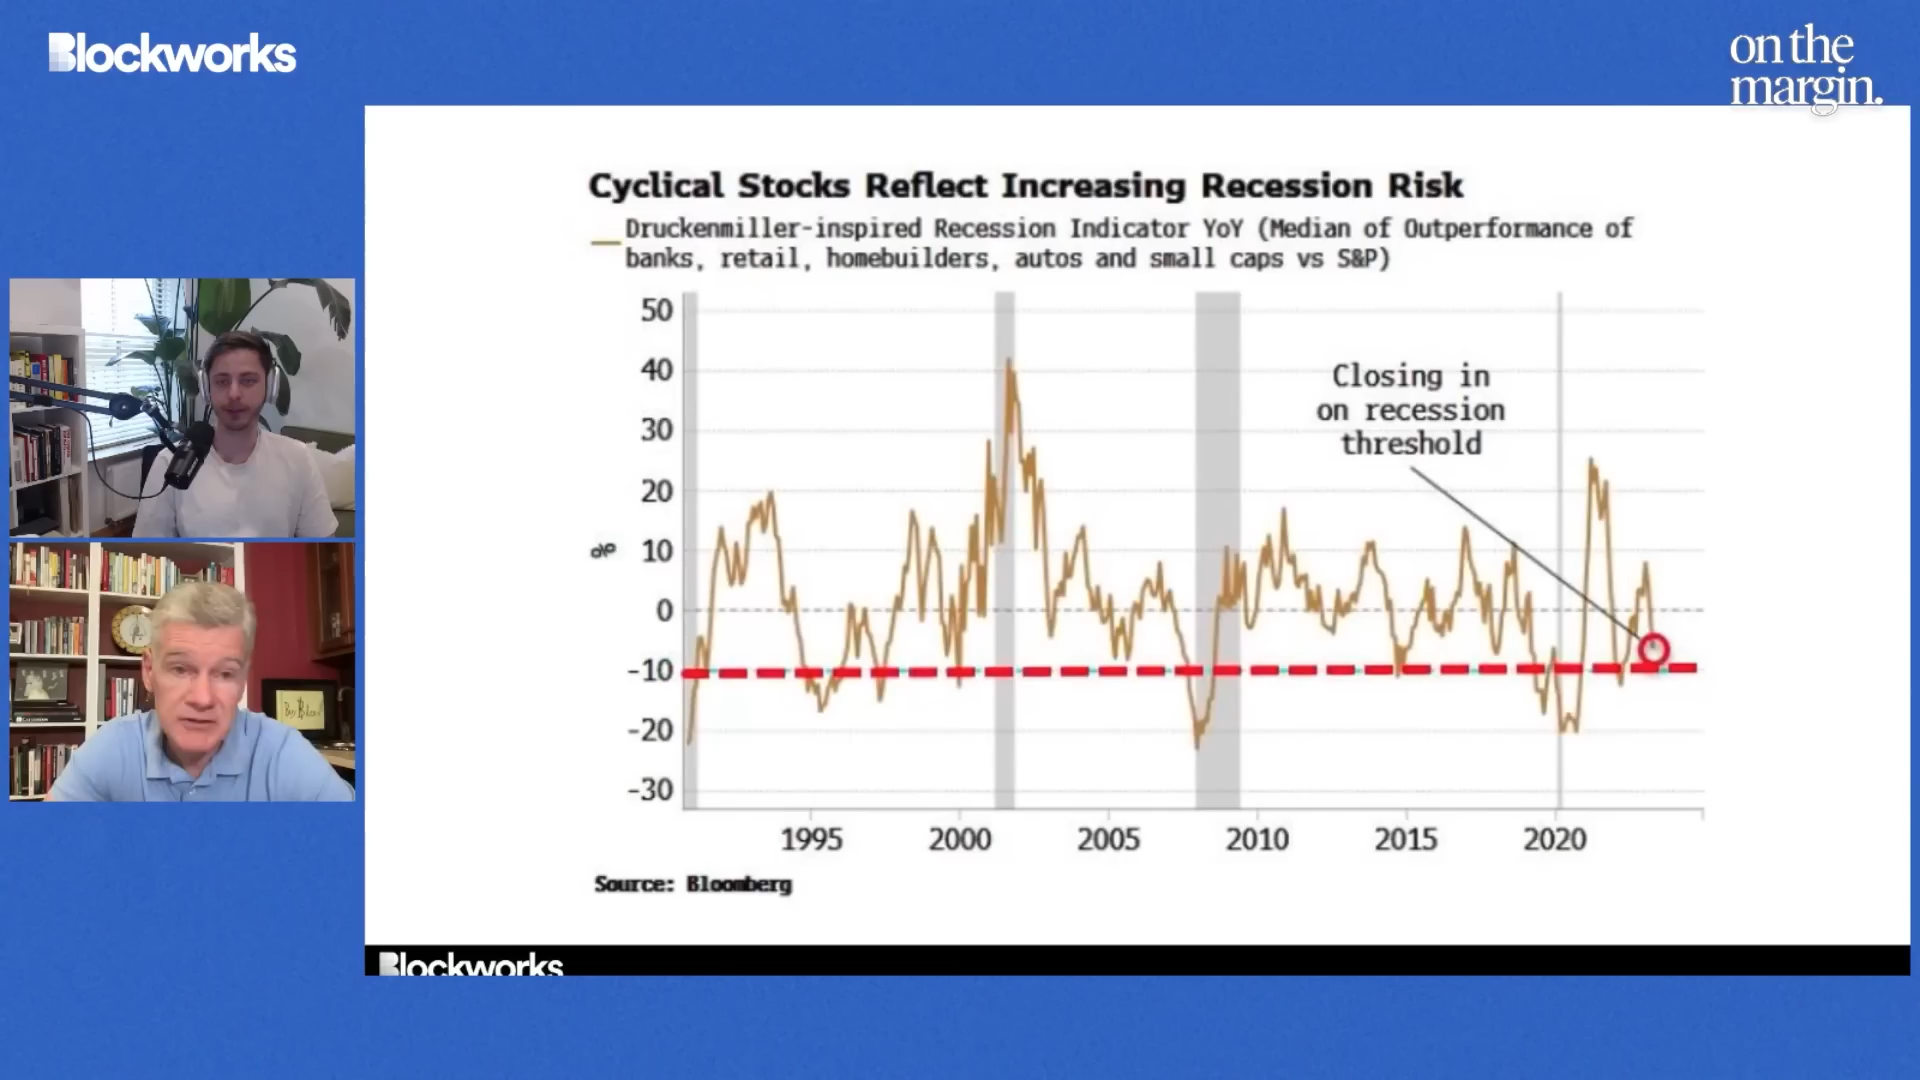 Blockworks
on the
margin.
Cyclical Stocks Reflect Increasing Recession Risk
Druckenmiller-inspired Recession Indicator YoY (Median of Outperformance of
banks, retail, homebuilders, autos and small caps vs S&P)
50
40
30
20
10
0
-10
-20
-30
%
Closing in
on recession
threshold
1995
2000
2005
2010
2015
2020
Source: Bloomberg
Blockworks